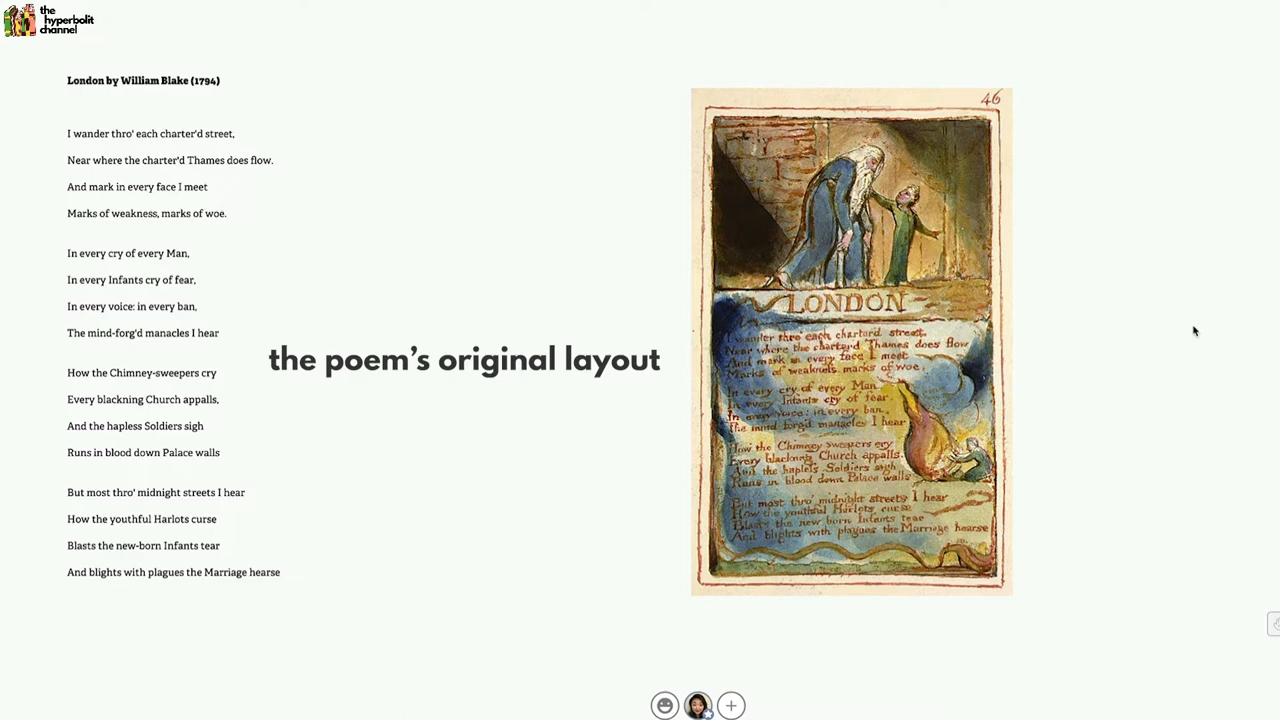 the
hyperbolit
channel
London by William Blake (1794)
I wander thro' each charter'd street,
Near where the charter'd Thames does flow.
And mark in every face I meet
Marks of weakness, marks of woe.
In every cry of every Man,
In every Infants cry of fear,
In every voice: in every ban,
The mind-forg'd manacles I hear
How the Chimney-sweepers cry
Every blackning Church appalls,
And the hapless Soldiers sigh
Runs in blood down Palace walls
But most thro' midnight streets I hear
How the youthful Harlots curse
Blasts the new-born Infants tear
And blights with plagues the Marriage hearse
the poem's original layout
46
LONDON
I wander thro each charterd street,
Near where the charterd Thames does flow
And mark in every face I meet
Marks of weakness marks of woe.
In every cry of every Man
In every Infants cry of fear
In every voice: in every ban
The mind forgd manacles I hear
How the Chimney sweepers cry
Every blackning Church appalls
And the hapless Soldiers sigh
Runs in blood down Palace walls
But most thro' midnight streets I hear
How the youthful Harlots curse
Blasts the new born Infants tear
And blights with plagues the Marriage hearse